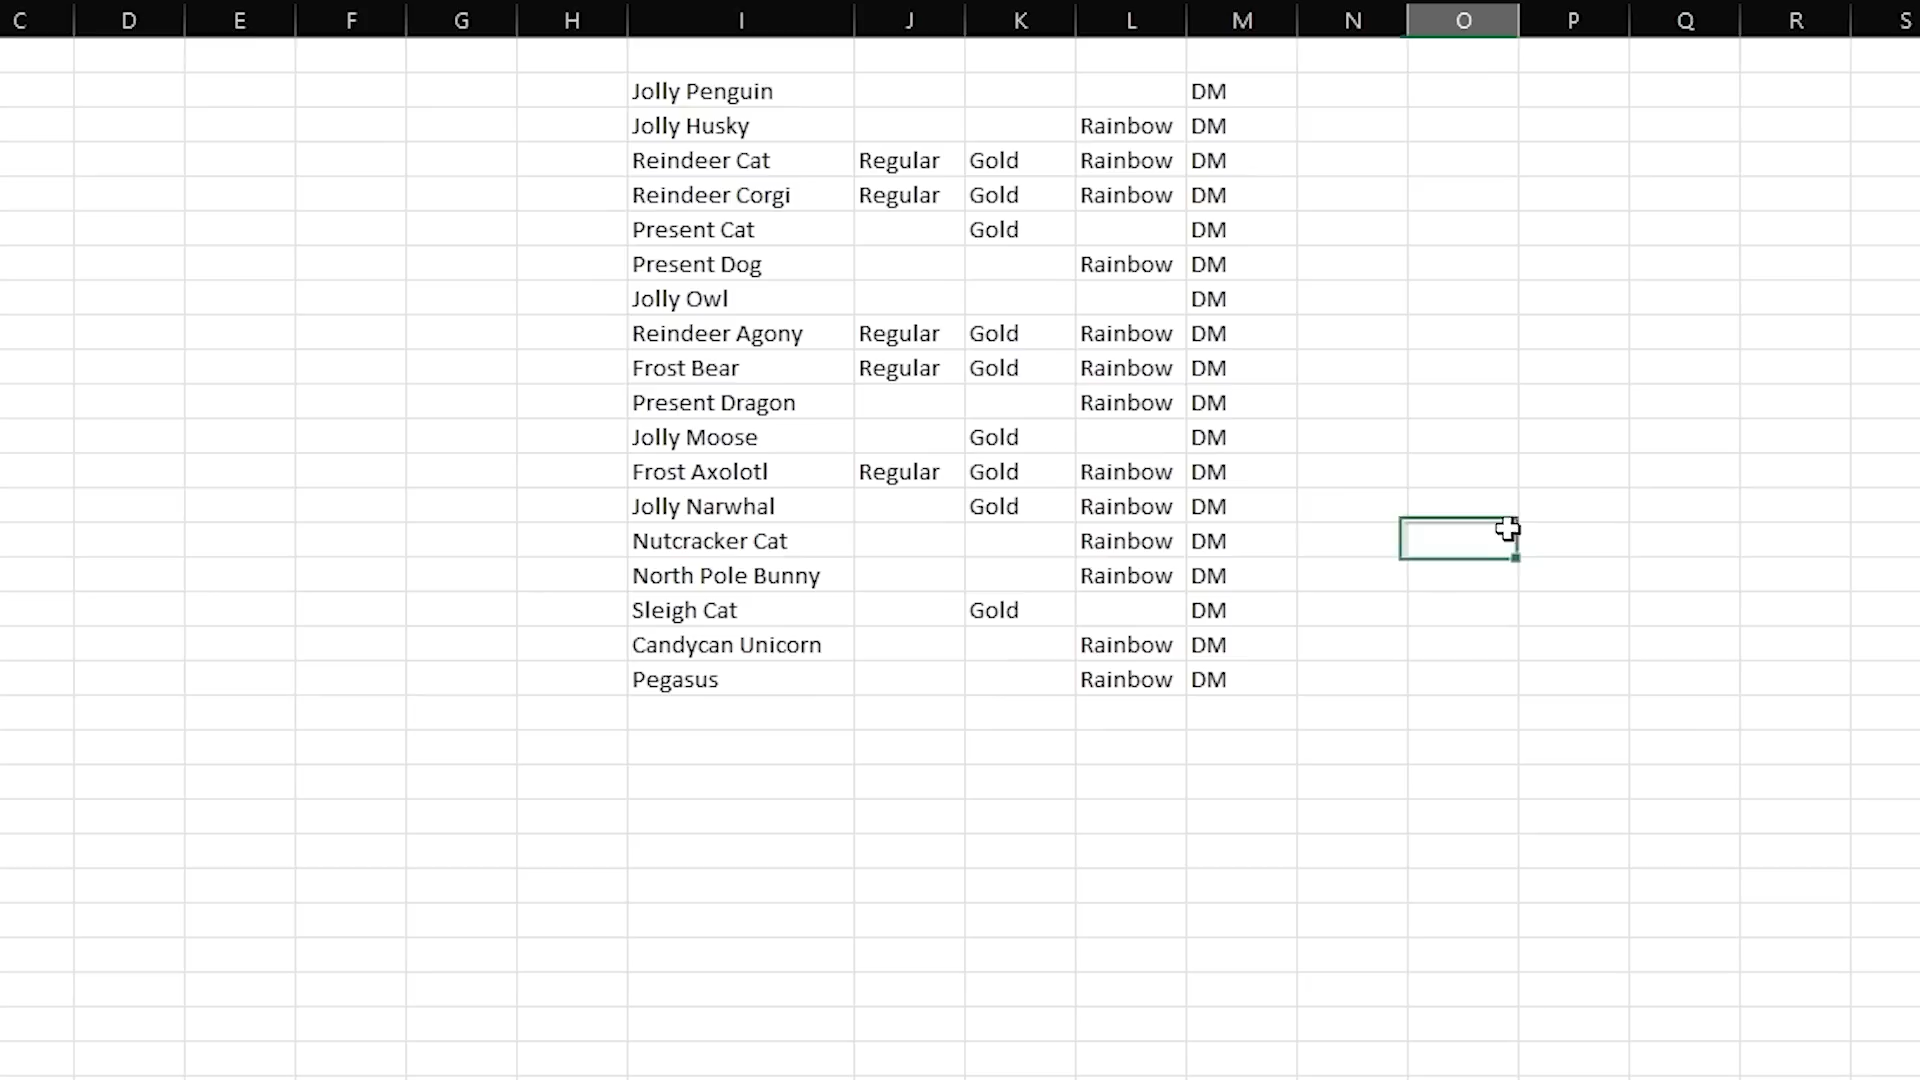 C D E F G H I J K L M N O P Q R S
Jolly Penguin DM
Jolly Husky Rainbow DM
Reindeer Cat Regular Gold Rainbow DM
Reindeer Corgi Regular Gold Rainbow DM
Present Cat Gold DM
Present Dog Rainbow DM
Jolly Owl DM
Reindeer Agony Regular Gold Rainbow DM
Frost Bear Regular Gold Rainbow DM
Present Dragon Rainbow DM
Jolly Moose Gold DM
Frost Axolotl Regular Gold Rainbow DM
Jolly Narwhal Gold Rainbow DM
Nutcracker Cat Rainbow DM
North Pole Bunny Rainbow DM
Sleigh Cat Gold DM
Candycan Unicorn Rainbow DM
Pegasus Rainbow DM